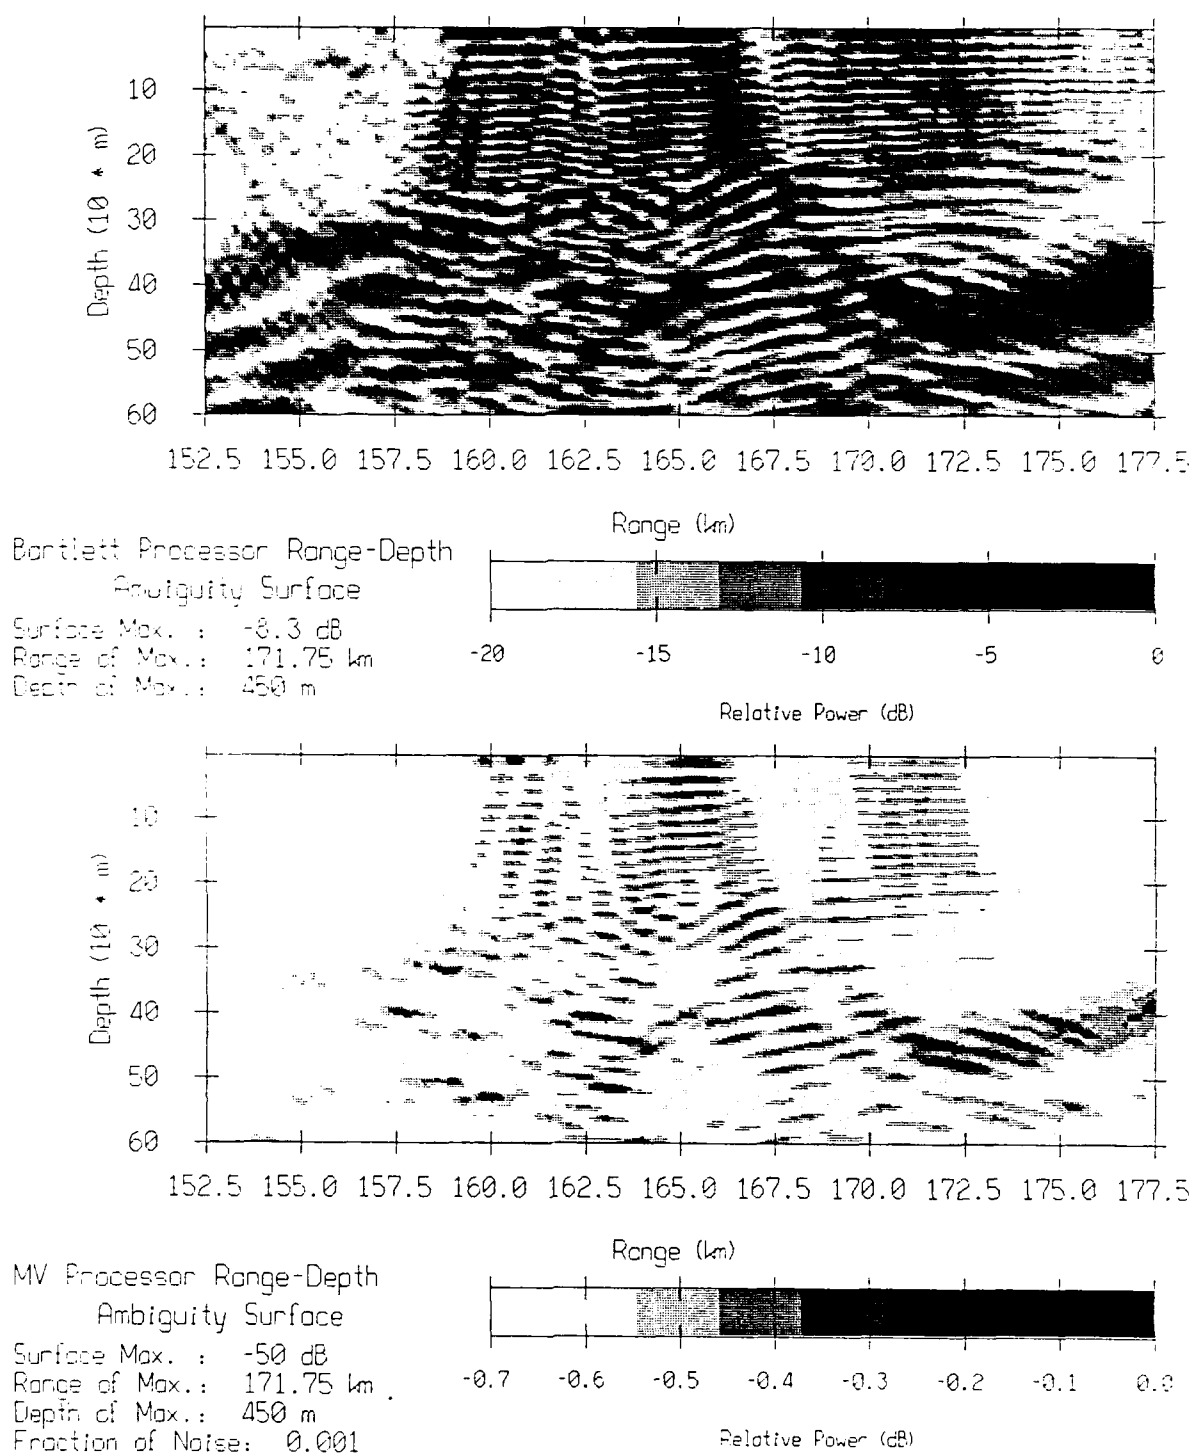 10
20
30
40
50
60
Depth (10 * m)
152.5 155.0 157.5 160.0 162.5 165.0 167.5 170.0 172.5 175.0 177.5
Range (km)
Bartlett Processor Range-Depth
Ambiguity Surface
Surface Max. : -8.3 dB
Range of Max.: 171.75 km
Depth of Max.: 450 m
-20 -15 -10 -5 0
Relative Power (dB)
10
20
30
40
50
60
Depth (10 * m)
152.5 155.0 157.5 160.0 162.5 165.0 167.5 170.0 172.5 175.0 177.5
Range (km)
MV Processor Range-Depth
Ambiguity Surface
Surface Max. : -50 dB
Range of Max.: 171.75 km
Depth of Max.: 450 m
Fraction of Noise: 0.001
-0.7 -0.6 -0.5 -0.4 -0.3 -0.2 -0.1 0.0
Relative Power (dB)